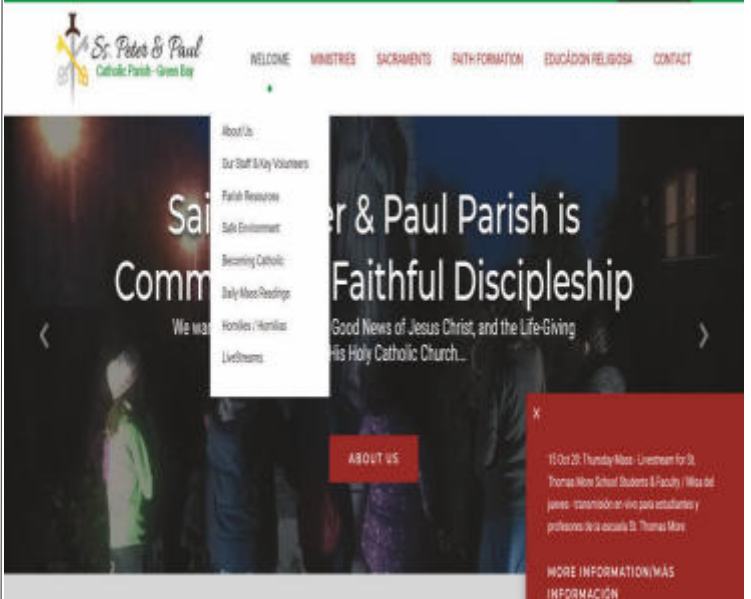 Ss. Peter & Paul
Catholic Parish - Green Bay
WELCOME
MINISTRIES
SACRAMENTS
FAITH FORMATION
EDUCÁCION RELIGIOSA
CONTACT
About Us
Our Staff & Key Volunteers
Parish Resources
Safe Environment
Becoming Catholic
Daily Mass Readings
Homilies / Homilias
LiveStreams
Sai r & Paul Parish is
Comm Faithful Discipleship
We wa Good News of Jesus Christ, and the Life-Giving
His Holy Catholic Church...
ABOUT US
X
15 Oct 20: Thursday Mass - Livestream for St.
Thomas More School Students & Faculty / Misa del
jueves - transmisión en vivo para estudiantes y
profesores de la escuela St. Thomas More
MORE INFORMATION/MÁS
INFORMACIÓN